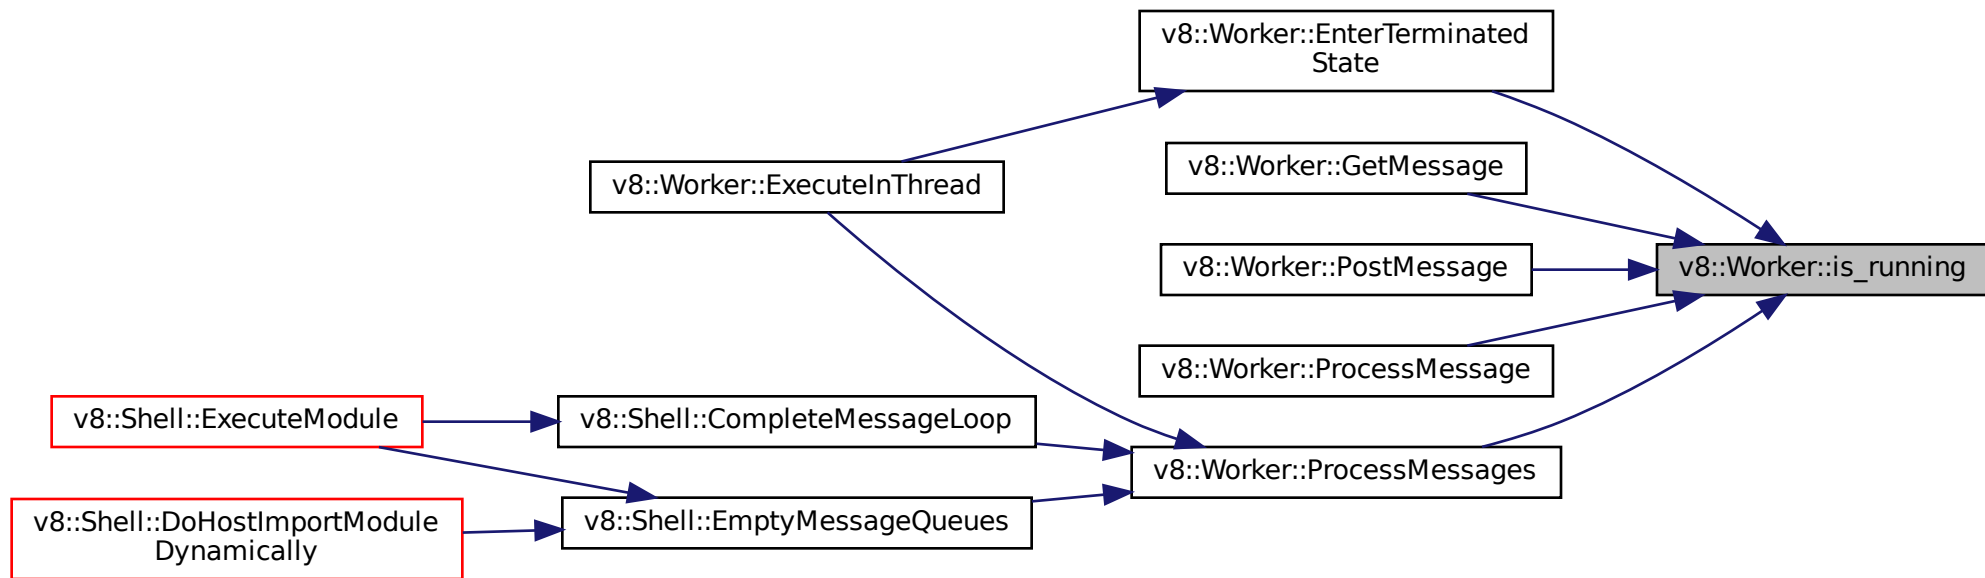 v8::Worker::EnterTerminated
State
v8::Worker::GetMessage
v8::Worker::ExecuteInThread
v8::Worker::PostMessage
v8::Worker::is_running
v8::Worker::ProcessMessage
v8::Shell::ExecuteModule
v8::Shell::CompleteMessageLoop
v8::Worker::ProcessMessages
v8::Shell::DoHostImportModule
Dynamically
v8::Shell::EmptyMessageQueues